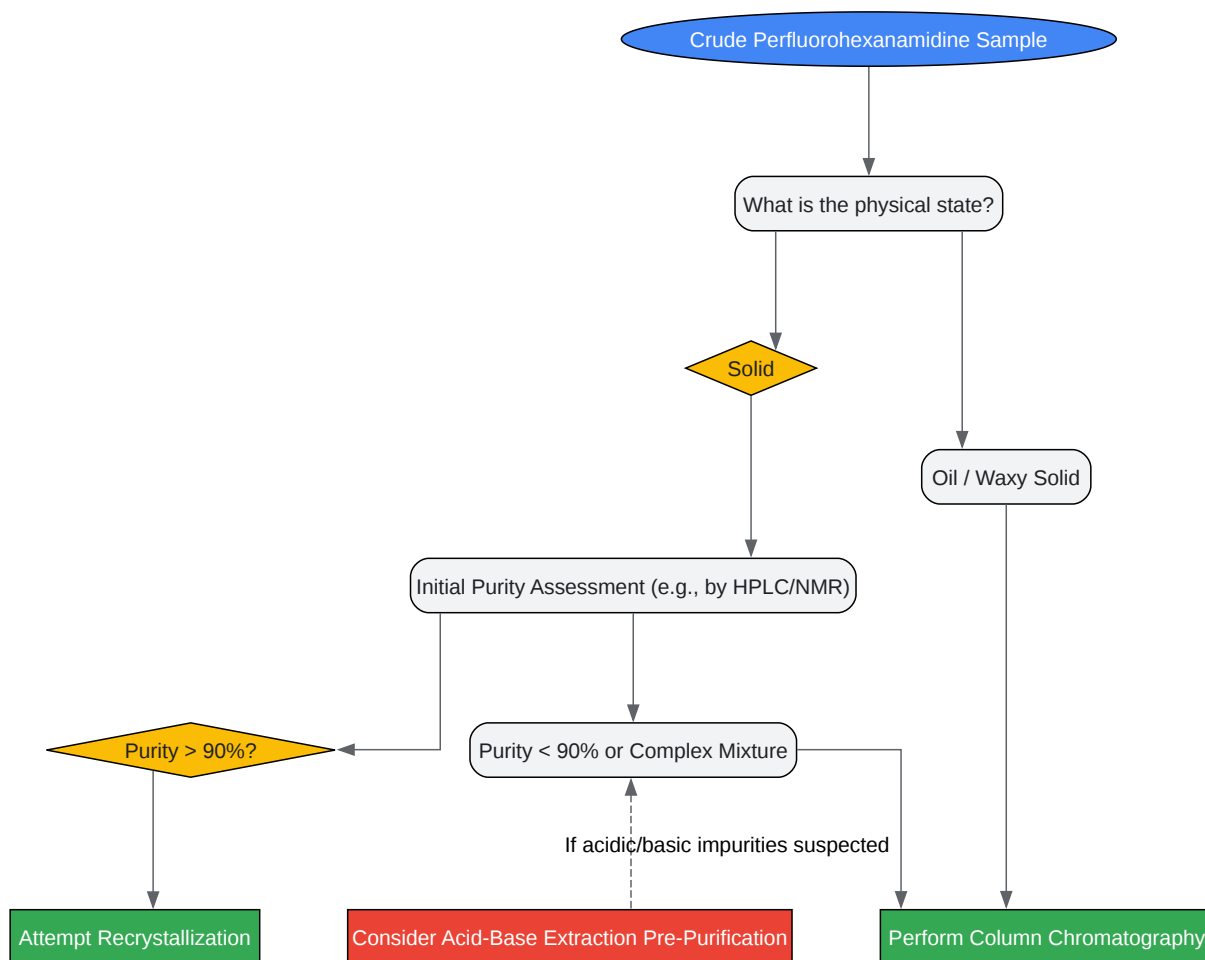 Crude Perfluorohexanamidine Sample
What is the physical state?
Solid
Oil / Waxy Solid
Initial Purity Assessment (e.g., by HPLC/NMR)
Purity > 90%?
Purity < 90% or Complex Mixture
If acidic/basic impurities suspected
Attempt Recrystallization
Consider Acid-Base Extraction Pre-Purification
Perform Column Chromatography